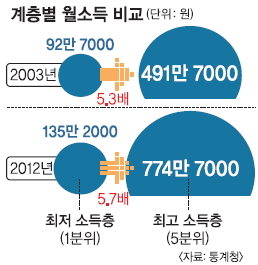 계층별 월소득 비교 (단위: 원)
92만 7000
2003년
491만 7000
5.3배
135만 2000
2012년
774만 7000
5.7배
최저 소득층
(1분위)
최고 소득층
(5분위)
〈자료: 통계청〉